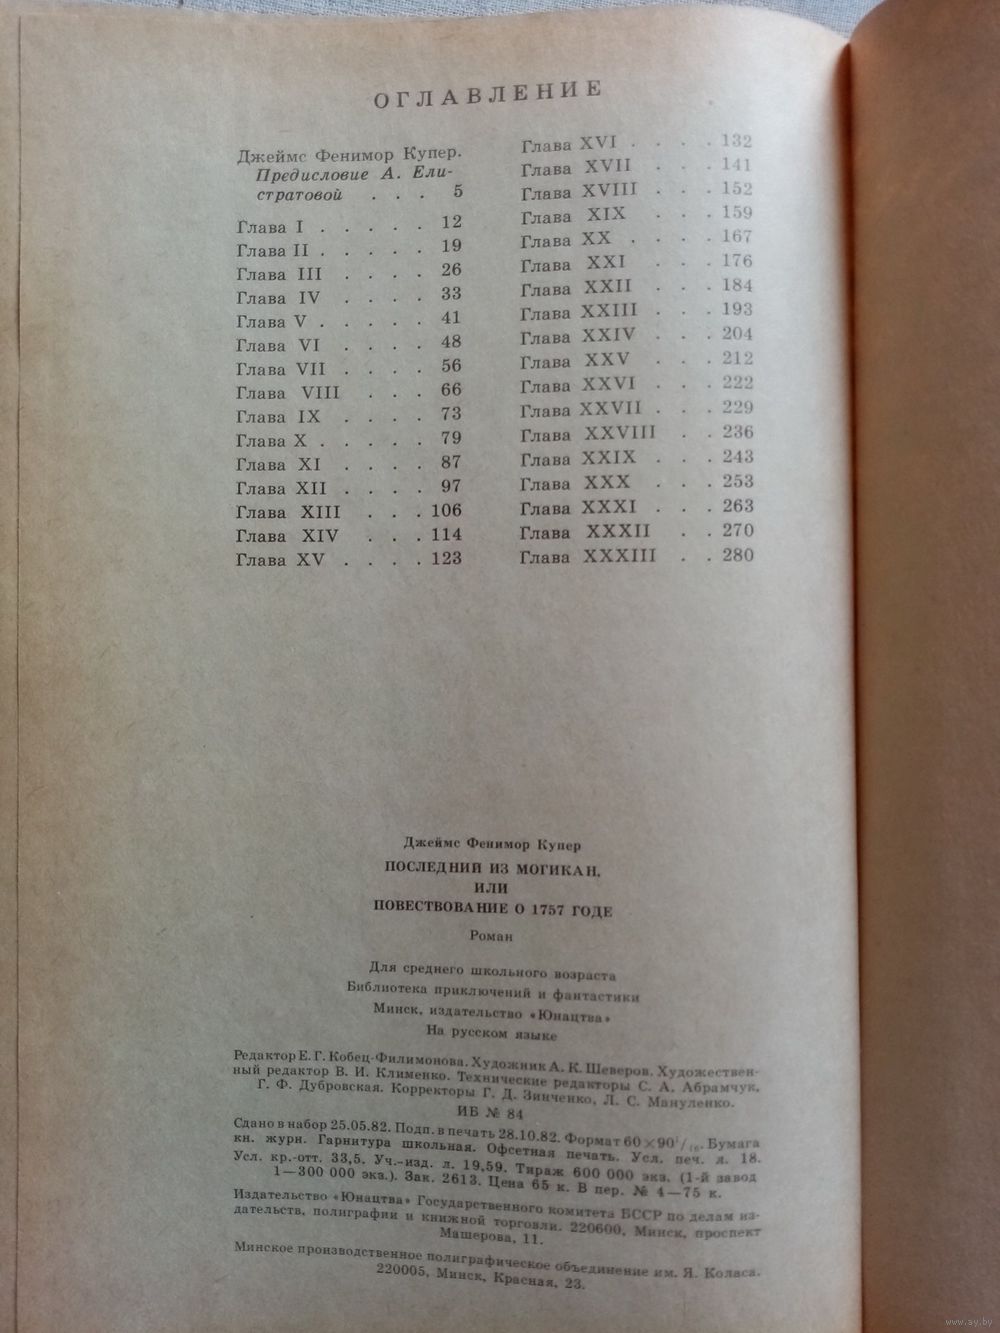 ОГЛАВЛЕНИЕ
Джеймс Фенимор Купер.
Предисловие А. Ели-
стратовой . . . 5
Глава I . . . . . 12
Глава II . . . . . 19
Глава III . . . . 26
Глава IV . . . . 33
Глава V . . . . . 41
Глава VI . . . . 48
Глава VII . . . . 56
Глава VIII . . . 66
Глава IX . . . . 73
Глава X . . . . . 79
Глава XI . . . . 87
Глава XII . . . . 97
Глава XIII . . . 106
Глава XIV . . . 114
Глава XV . . . . 123
Глава XVI . . . . 132
Глава XVII . . . 141
Глава XVIII . . . 152
Глава XIX . . . 159
Глава XX . . . . 167
Глава XXI . . . 176
Глава XXII . . . 184
Глава XXIII . . . 193
Глава XXIV . . . 204
Глава XXV . . . 212
Глава XXVI . . . 222
Глава XXVII . . . 229
Глава XXVIII . . 236
Глава XXIX . . . 243
Глава XXX . . . 253
Глава XXXI . . . 263
Глава XXXII . . 270
Глава XXXIII . . 280
Джеймс Фенимор Купер
ПОСЛЕДНИЙ ИЗ МОГИКАН,
ИЛИ
ПОВЕСТВОВАНИЕ О 1757 ГОДЕ
Роман
Для среднего школьного возраста
Библиотека приключений и фантастики
Минск, издательство «Юнацтва»
На русском языке
Редактор Е. Г. Кобец-Филимонова. Художник А. К. Шеверов. Художествен-
ный редактор В. И. Клименко. Технические редакторы С. А. Абрамчук,
Г. Ф. Дубровская. Корректоры Г. Д. Зинченко, Л. С. Мануленко.
ИБ № 84
Сдано в набор 25.05.82. Подп. в печать 28.10.82. Формат 60×90¹/₁₆. Бумага
кн. журн. Гарнитура школьная. Офсетная печать. Усл. печ. л. 18.
Усл. кр.-отт. 33,5. Уч.-изд. л. 19,59. Тираж 600 000 экз. (1-й завод
1—300 000 экз.). Зак. 2613. Цена 65 к. В пер. № 4—75 к.
Издательство «Юнацтва» Государственного комитета БССР по делам из-
дательств, полиграфии и книжной торговли. 220600, Минск, проспект
Машерова, 11.
Минское производственное полиграфическое объединение им. Я. Коласа.
220005, Минск, Красная, 23.
www.ay.by